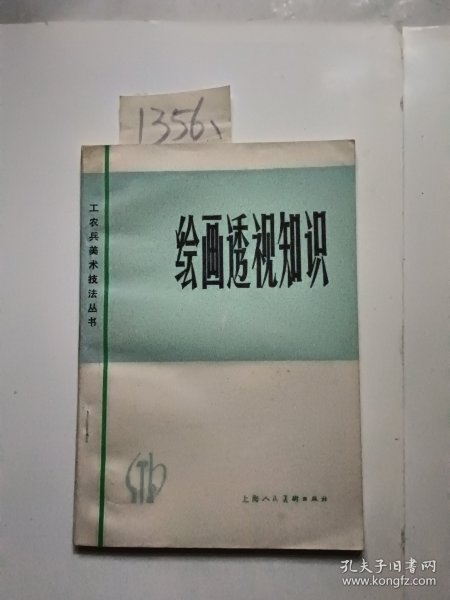 1356、
工农兵美术技法丛书
绘画透视知识
上海人民美术出版社
孔夫子旧书网
www.kongfz.com